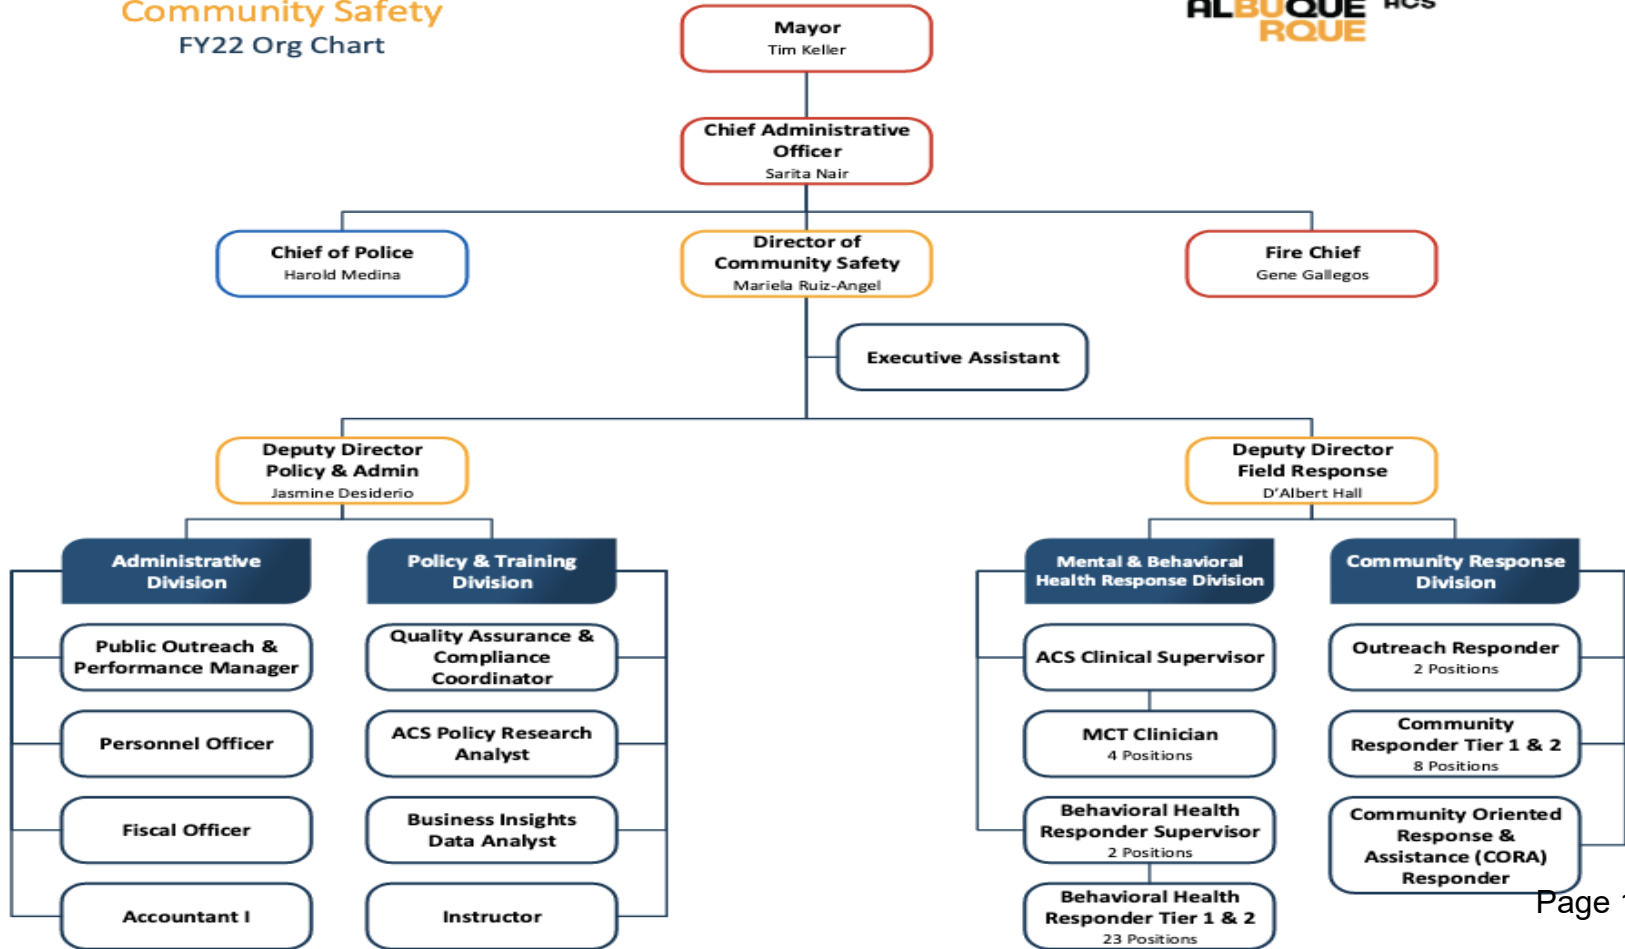 Community Safety
FY22 Org Chart
ALBUQUE
RQUE
ACS
Mayor
Tim Keller
Chief Administrative
Officer
Sarita Nair
Chief of Police
Harold Medina
Director of
Community Safety
Mariela Ruiz-Angel
Fire Chief
Gene Gallegos
Executive Assistant
Deputy Director
Policy & Admin
Jasmine Desiderio
Deputy Director
Field Response
D'Albert Hall
Administrative
Division
Public Outreach &
Performance Manager
Personnel Officer
Fiscal Officer
Accountant I
Policy & Training
Division
Quality Assurance &
Compliance
Coordinator
ACS Policy Research
Analyst
Business Insights
Data Analyst
Instructor
Mental & Behavioral
Health Response Division
ACS Clinical Supervisor
MCT Clinician
4 Positions
Behavioral Health
Responder Supervisor
2 Positions
Behavioral Health
Responder Tier 1 & 2
23 Positions
Community Response
Division
Outreach Responder
2 Positions
Community
Responder Tier 1 & 2
8 Positions
Community Oriented
Response &
Assistance (CORA)
Responder
Page 1